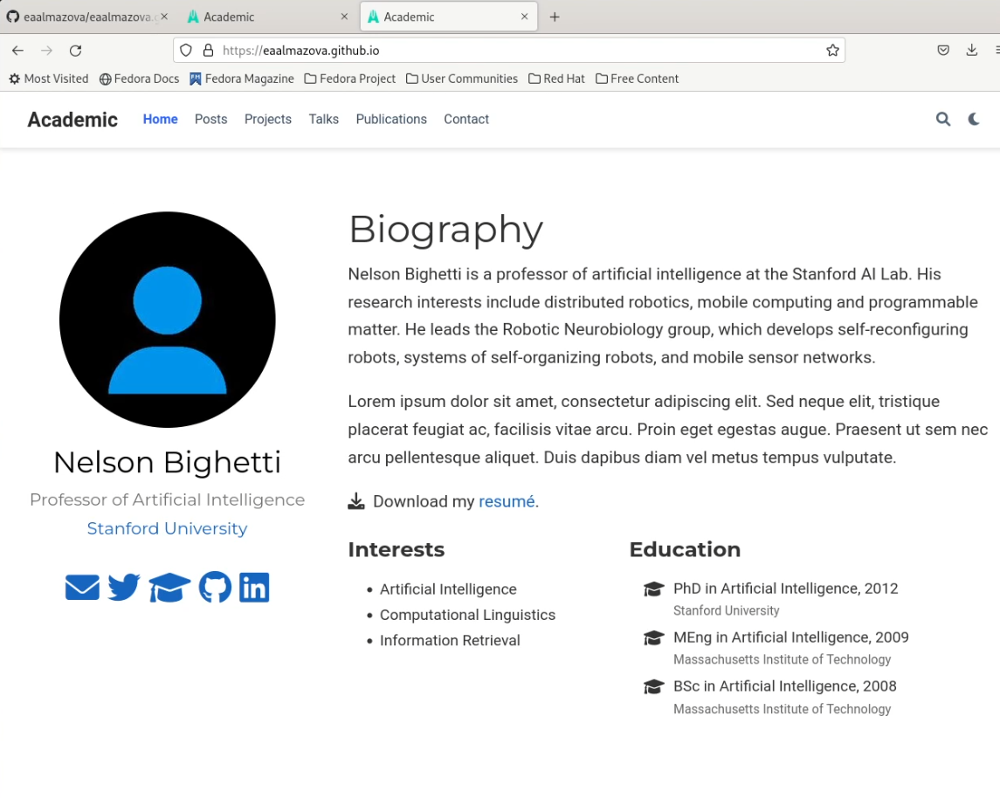 eaalmazova/eaalmazova.g
Academic
Academic
https://eaalmazova.github.io
Most Visited Fedora Docs Fedora Magazine Fedora Project User Communities Red Hat Free Content
Academic Home Posts Projects Talks Publications Contact
Biography
Nelson Bighetti is a professor of artificial intelligence at the Stanford AI Lab. His
research interests include distributed robotics, mobile computing and programmable
matter. He leads the Robotic Neurobiology group, which develops self-reconfiguring
robots, systems of self-organizing robots, and mobile sensor networks.
Lorem ipsum dolor sit amet, consectetur adipiscing elit. Sed neque elit, tristique
placerat feugiat ac, facilisis vitae arcu. Proin eget egestas augue. Praesent ut sem nec
arcu pellentesque aliquet. Duis dapibus diam vel metus tempus vulputate.
Download my resumé.
Nelson Bighetti
Professor of Artificial Intelligence
Stanford University
Interests
Artificial Intelligence
Computational Linguistics
Information Retrieval
Education
PhD in Artificial Intelligence, 2012
Stanford University
MEng in Artificial Intelligence, 2009
Massachusetts Institute of Technology
BSc in Artificial Intelligence, 2008
Massachusetts Institute of Technology